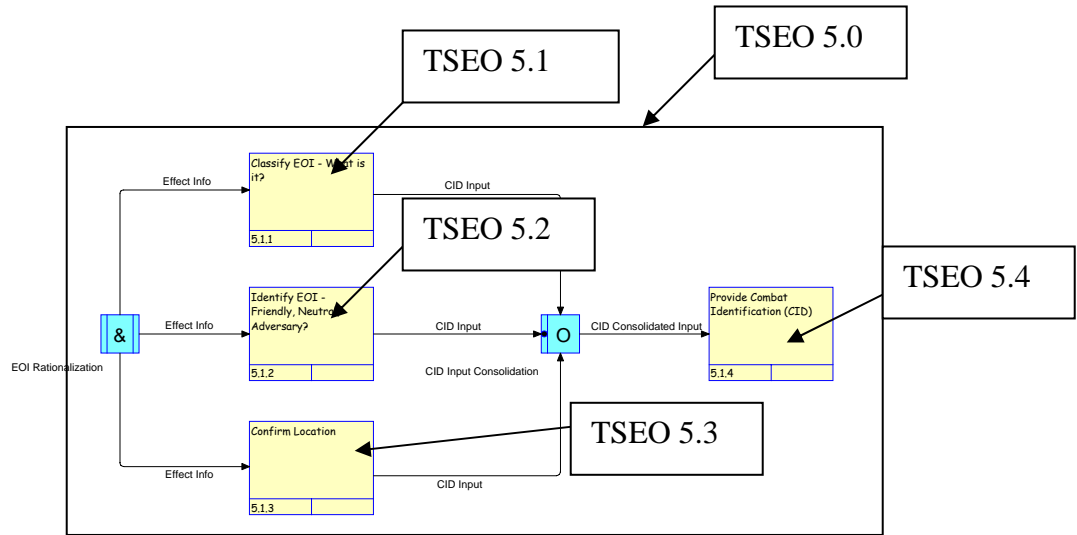 TSEO 5.0
TSEO 5.1
Classify EOI - What is
it?
5.1.1
Effect Info
CID Input
TSEO 5.2
TSEO 5.4
Identify EOI -
Friendly, Neutral
Adversary?
5.1.2
Effect Info
&
EOI Rationalization
CID Input
O
CID Input Consolidation
CID Consolidated Input
Provide Combat
Identification (CID)
5.1.4
TSEO 5.3
Confirm Location
5.1.3
Effect Info
CID Input